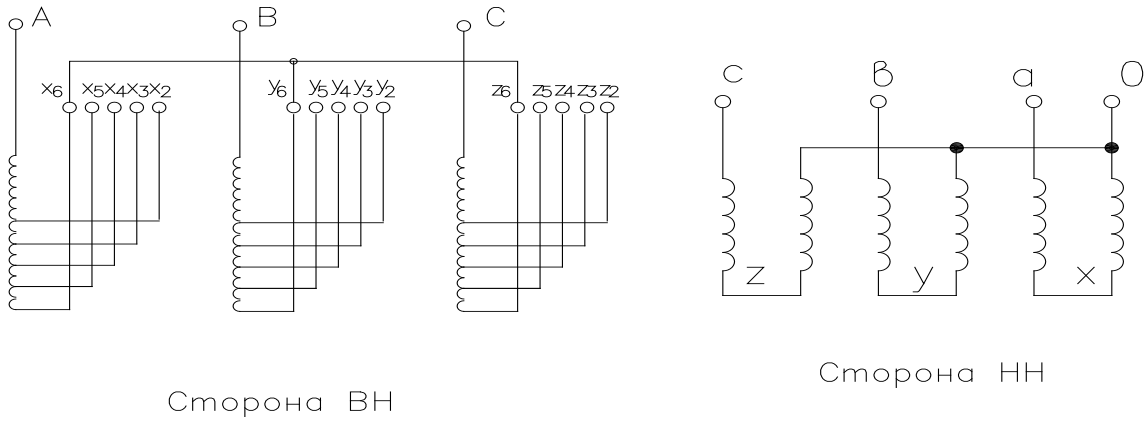 A B C
x6 x5 x4 x3 x2 y6 y5 y4 y3 y2 z6 z5 z4 z3 z2
Сторона ВН
c в a 0
z y x
Сторона НН